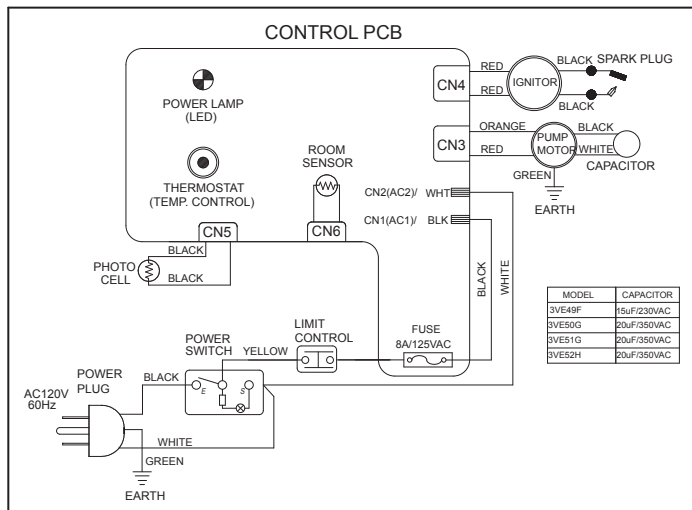 CONTROL PCB
POWER LAMP
(LED)
THERMOSTAT
(TEMP. CONTROL)
ROOM
SENSOR
CN5
CN6
CN4
RED
RED
IGNITOR
BLACK
SPARK PLUG
BLACK
CN3
ORANGE
RED
PUMP
MOTOR
BLACK
WHITE
CAPACITOR
GREEN
EARTH
CN2(AC2)/ WHT
CN1(AC1)/ BLK
BLACK
WHITE
BLACK
PHOTO
CELL
BLACK
POWER
SWITCH
YELLOW
LIMIT
CONTROL
FUSE
8A/125VAC
MODEL CAPACITOR
3VE49F 15uF/230VAC
3VE50G 20uF/350VAC
3VE51G 20uF/350VAC
3VE52H 20uF/350VAC
AC120V
60Hz
POWER
PLUG
BLACK
E
S
WHITE
GREEN
EARTH